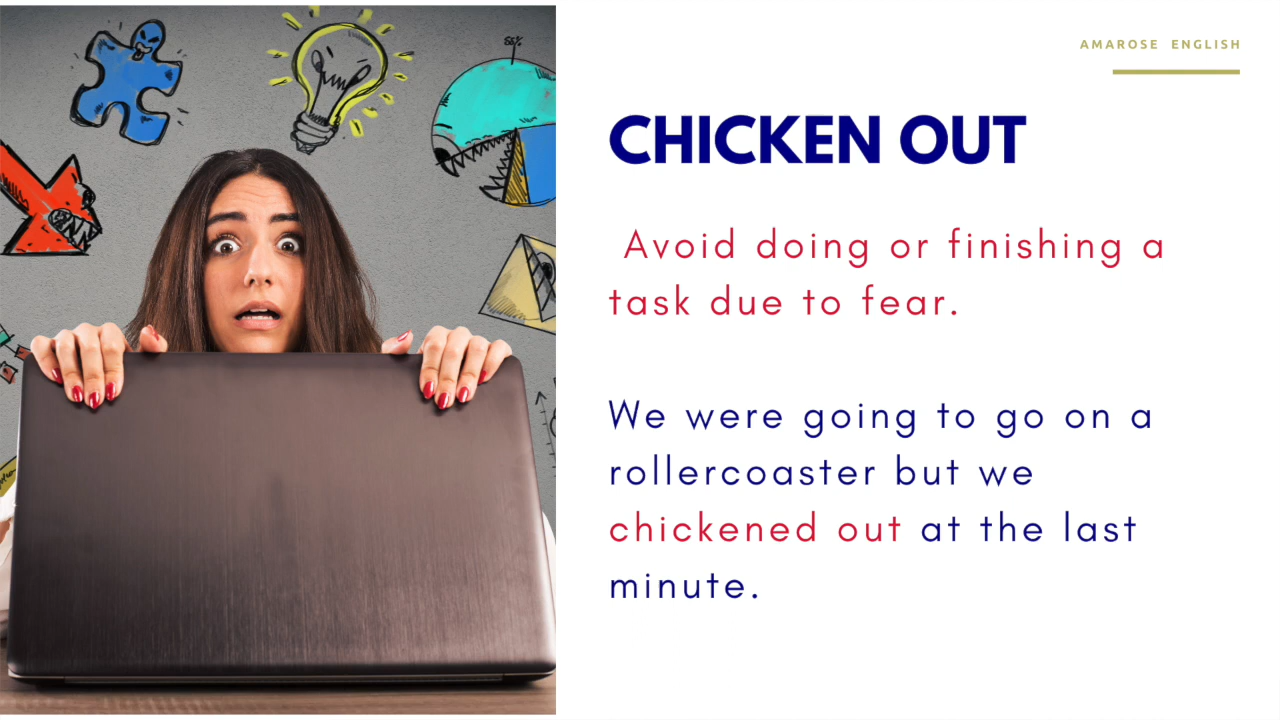 55%
AMAROSE ENGLISH
CHICKEN OUT
Avoid doing or finishing a
task due to fear.
We were going to go on a
rollercoaster but we
chickened out at the last
minute.